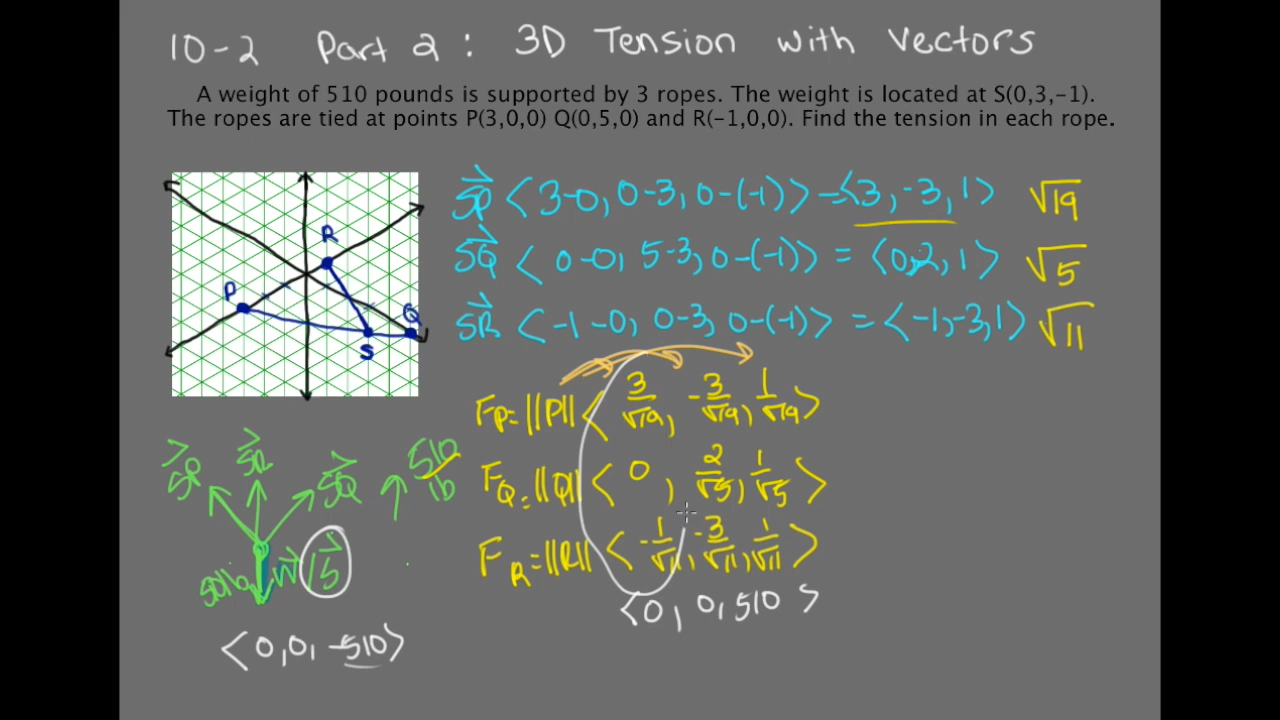 10-2 Part 2: 3D Tension with Vectors
A weight of 510 pounds is supported by 3 ropes. The weight is located at S(0,3,-1).
The ropes are tied at points P(3,0,0) Q(0,5,0) and R(-1,0,0). Find the tension in each rope.
R
P
Q
S
SP→ <3-0, 0-3, 0-(-1)> = <3, -3, 1> √19
SQ→ < 0-0, 5-3, 0-(-1)> = <0,2,1> √5
SR→ <-1-0, 0-3, 0-(-1)> = <-1,-3,1> √11
F_P = ||P|| < 3/√19, -3/√19, 1/√19 >
F_Q = ||Q|| < 0, 2/√5, 1/√5 >
F_R = ||R|| < -1/√11, -3/√11, 1/√11 >
<0, 0, 510>
SP→ SR→ SQ→ 510 lb
W→ S→
<0,0, -510>